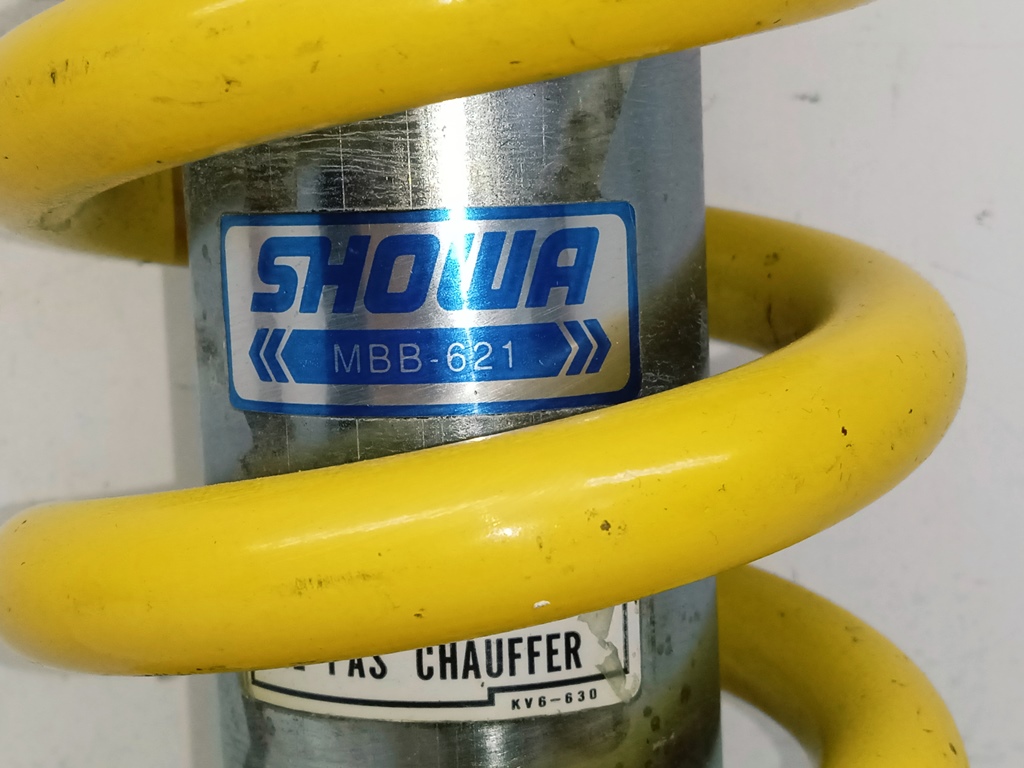 SHOWA
MBB-621
PAS CHAUFFER
KV6-630